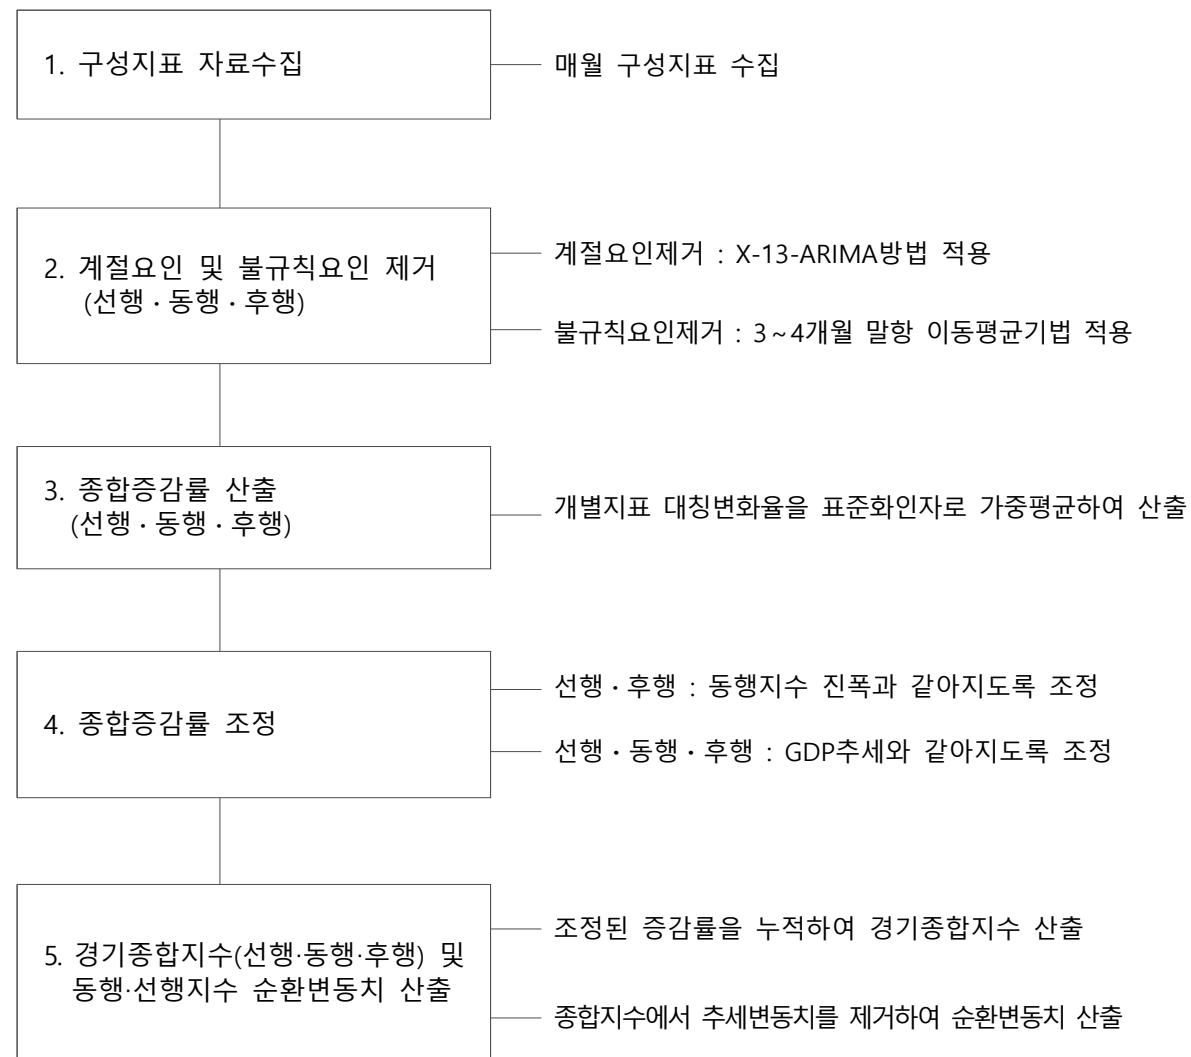 1. 구성지표 자료수집
매월 구성지표 수집
2. 계절요인 및 불규칙요인 제거
(선행·동행·후행)
계절요인제거 : X-13-ARIMA방법 적용
불규칙요인제거 : 3~4개월 말항 이동평균기법 적용
3. 종합증감률 산출
(선행·동행·후행)
개별지표 대칭변화율을 표준화인자로 가중평균하여 산출
4. 종합증감률 조정
선행·후행 : 동행지수 진폭과 같아지도록 조정
선행·동행·후행 : GDP추세와 같아지도록 조정
5. 경기종합지수(선행·동행·후행) 및
동행·선행지수 순환변동치 산출
조정된 증감률을 누적하여 경기종합지수 산출
종합지수에서 추세변동치를 제거하여 순환변동치 산출